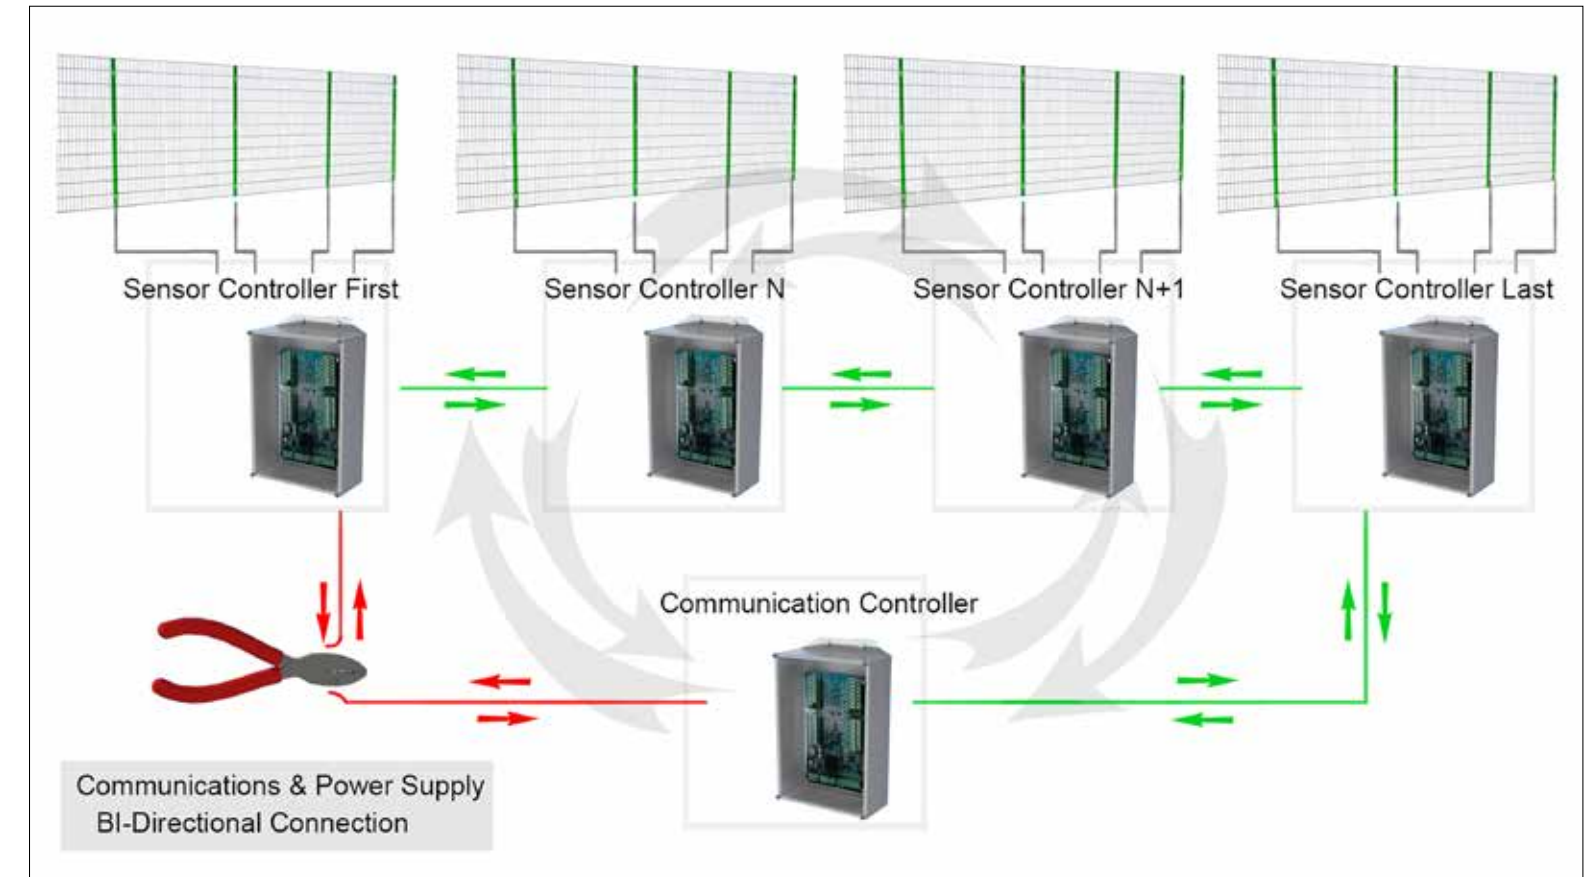 Sensor Controller First
Sensor Controller N
Sensor Controller N+1
Sensor Controller Last
Communication Controller
Communications & Power Supply
BI-Directional Connection